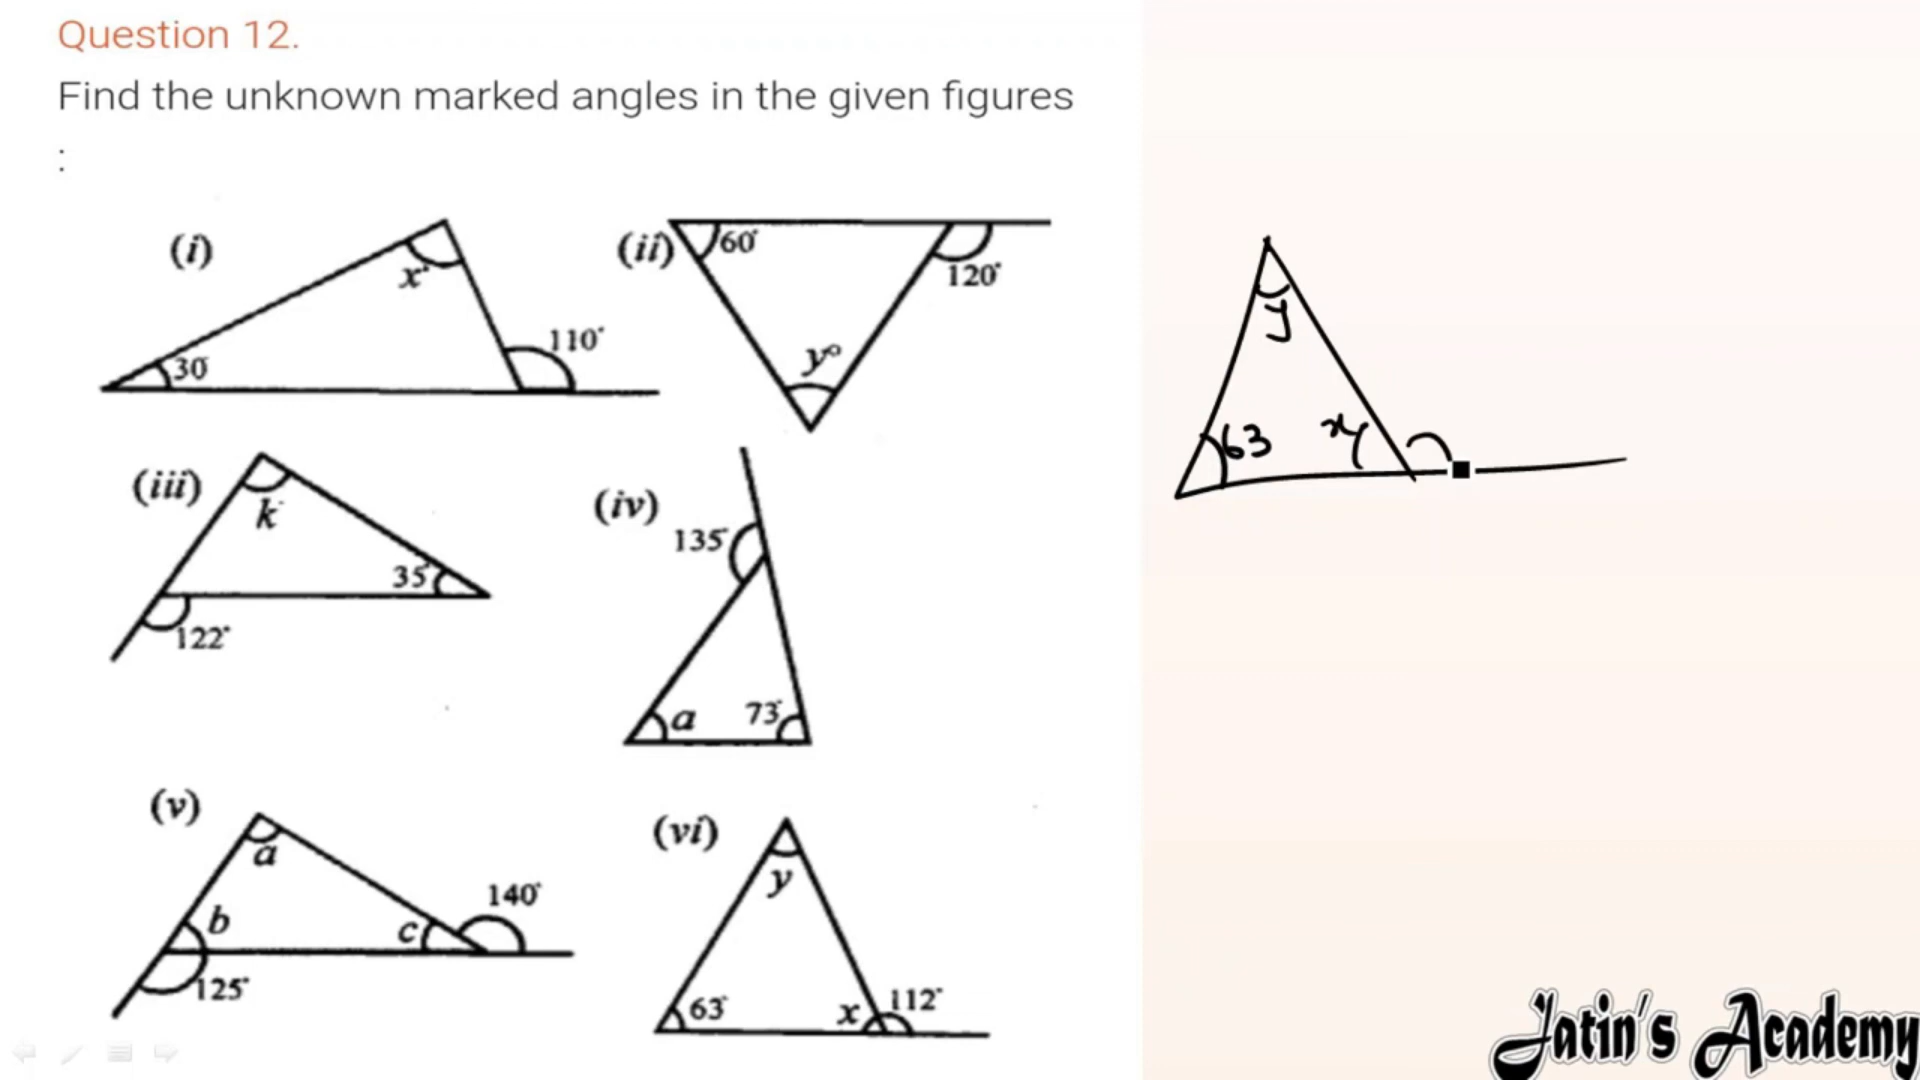 Question 12.
Find the unknown marked angles in the given figures
:
(i)
x°
30°
110°
(ii)
60°
120°
y°
(iii)
k
35°
122°
(iv)
135°
a
73°
(v)
a
b
c
140°
125°
(vi)
y
63°
x
112°
y
63
x
Jatin's Academy